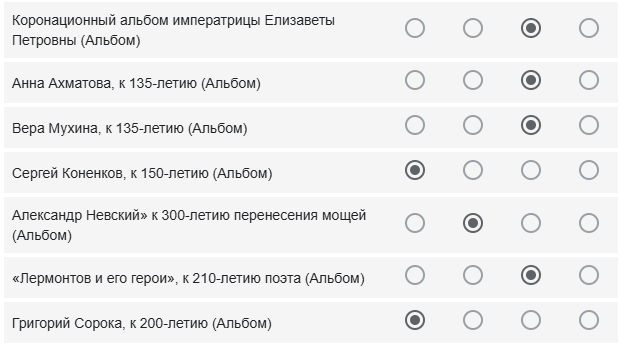 Коронационный альбом императрицы Елизаветы
Петровны (Альбом)
Анна Ахматова, к 135-летию (Альбом)
Вера Мухина, к 135-летию (Альбом)
Сергей Коненков, к 150-летию (Альбом)
Александр Невский» к 300-летию перенесения мощей
(Альбом)
«Лермонтов и его герои», к 210-летию поэта (Альбом)
Григорий Сорока, к 200-летию (Альбом)